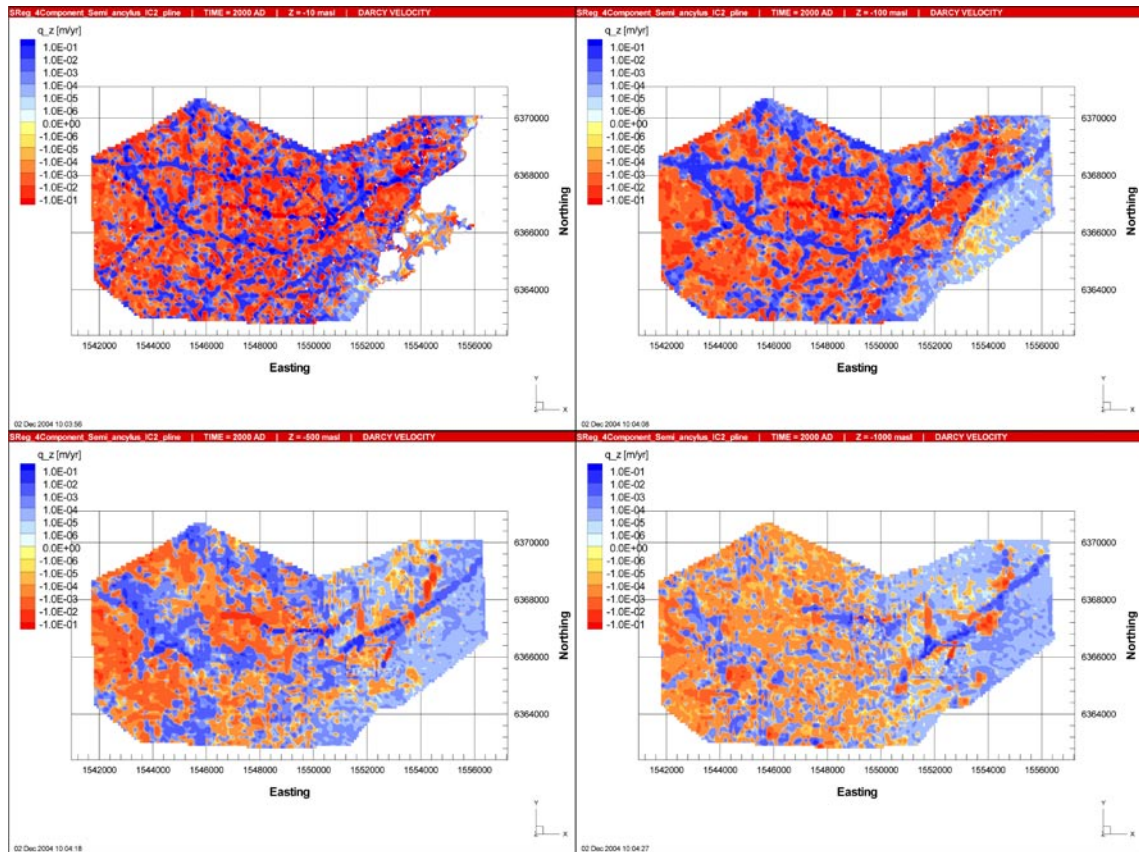 SReg_4Component_Semi_ancylus_IC2_pline | TIME = 2000 AD | Z = -10 masl | DARCY VELOCITY
q_z [m/yr]
1.0E-01
1.0E-02
1.0E-03
1.0E-04
1.0E-05
1.0E-06
0.0E+00
-1.0E-06
-1.0E-05
-1.0E-04
-1.0E-03
-1.0E-02
-1.0E-01
6370000
6368000
6366000
6364000
Northing
1542000 1544000 1546000 1548000 1550000 1552000 1554000 1556000
Easting
Y
Z X
02 Dec 2004 10:03:56
SReg_4Component_Semi_ancylus_IC2_pline | TIME = 2000 AD | Z = -100 masl | DARCY VELOCITY
q_z [m/yr]
1.0E-01
1.0E-02
1.0E-03
1.0E-04
1.0E-05
1.0E-06
0.0E+00
-1.0E-06
-1.0E-05
-1.0E-04
-1.0E-03
-1.0E-02
-1.0E-01
6370000
6368000
6366000
6364000
Northing
1542000 1544000 1546000 1548000 1550000 1552000 1554000 1556000
Easting
Y
Z X
02 Dec 2004 10:04:08
SReg_4Component_Semi_ancylus_IC2_pline | TIME = 2000 AD | Z = -500 masl | DARCY VELOCITY
q_z [m/yr]
1.0E-01
1.0E-02
1.0E-03
1.0E-04
1.0E-05
1.0E-06
0.0E+00
-1.0E-06
-1.0E-05
-1.0E-04
-1.0E-03
-1.0E-02
-1.0E-01
6370000
6368000
6366000
6364000
Northing
1542000 1544000 1546000 1548000 1550000 1552000 1554000 1556000
Easting
Y
Z X
02 Dec 2004 10:04:18
SReg_4Component_Semi_ancylus_IC2_pline | TIME = 2000 AD | Z = -1000 masl | DARCY VELOCITY
q_z [m/yr]
1.0E-01
1.0E-02
1.0E-03
1.0E-04
1.0E-05
1.0E-06
0.0E+00
-1.0E-06
-1.0E-05
-1.0E-04
-1.0E-03
-1.0E-02
-1.0E-01
6370000
6368000
6366000
6364000
Northing
1542000 1544000 1546000 1548000 1550000 1552000 1554000 1556000
Easting
Y
Z X
02 Dec 2004 10:04:27